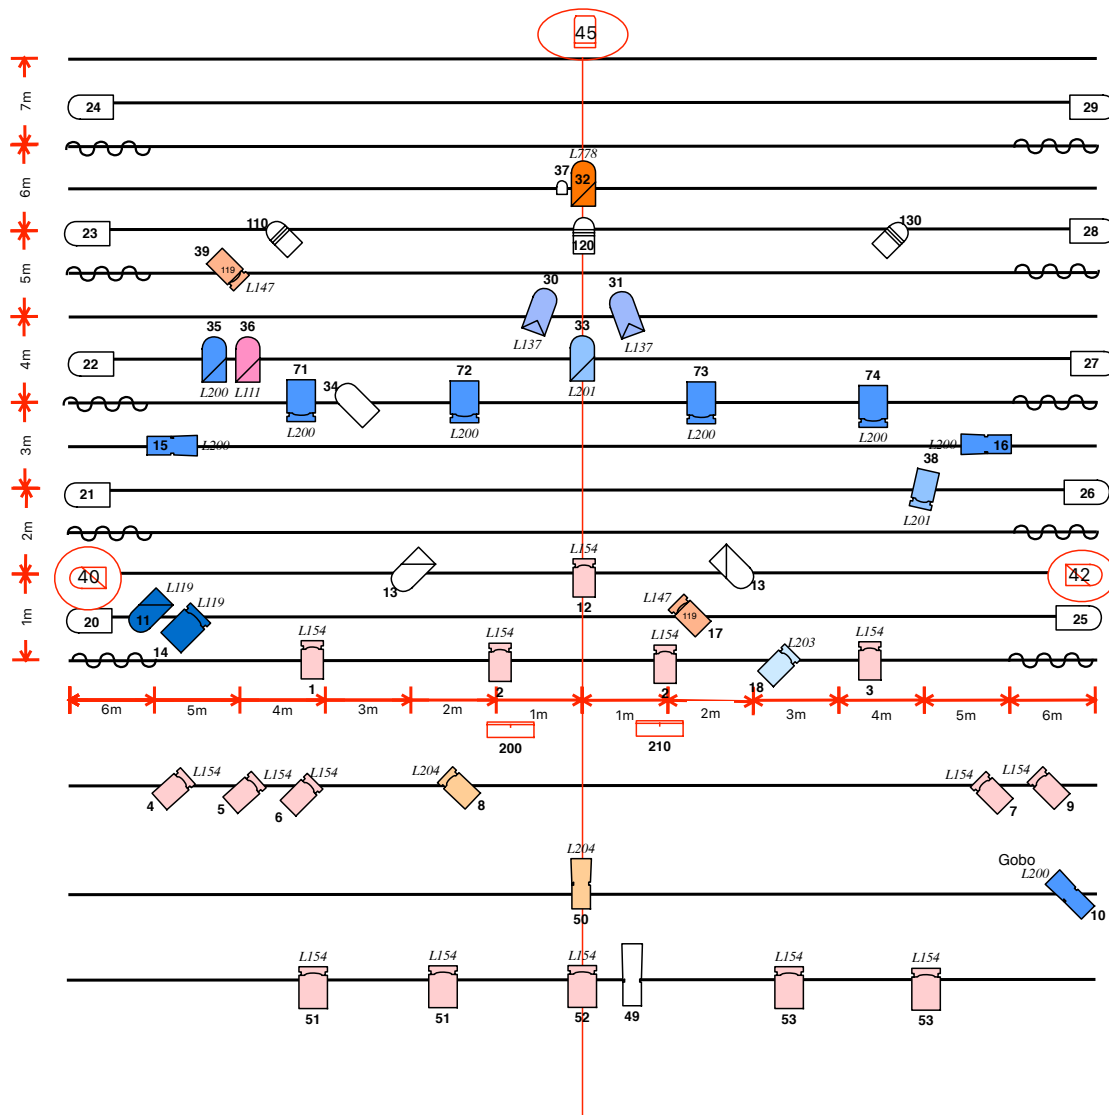 45
7m
24
29
L778
37
32
6m
110
130
23
28
120
39
119
L147
5m
30
31
35
36
33
L137
L137
4m
22
27
71
34
72
L200
L111
L201
73
74
L200
L200
L200
L200
3m
15
L200
L200
16
38
21
26
L201
2m
L154
40
42
13
13
L119
L119
12
L147
1m
20
11
119
25
14
17
L154
L154
L154
L203
L154
1
2
2
18
3
6m
5m
4m
3m
2m
1m
1m
2m
3m
4m
5m
6m
200
210
L154
L154
L154
L204
L154
L154
4
5
6
8
7
9
L204
Gobo
L200
50
10
L154
L154
L154
L154
L154
51
51
52
49
53
53